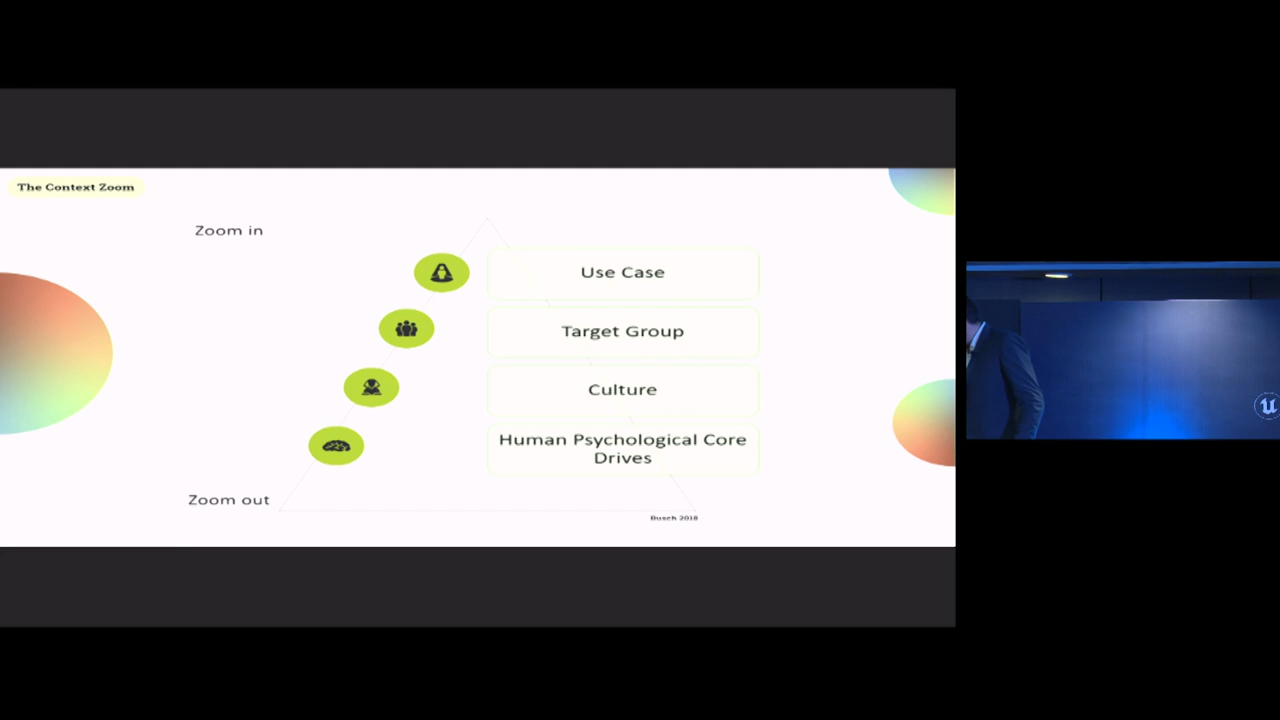 The Context Zoom
Zoom in
Use Case
Target Group
Culture
Human Psychological Core
Drives
Zoom out
Busch 2018